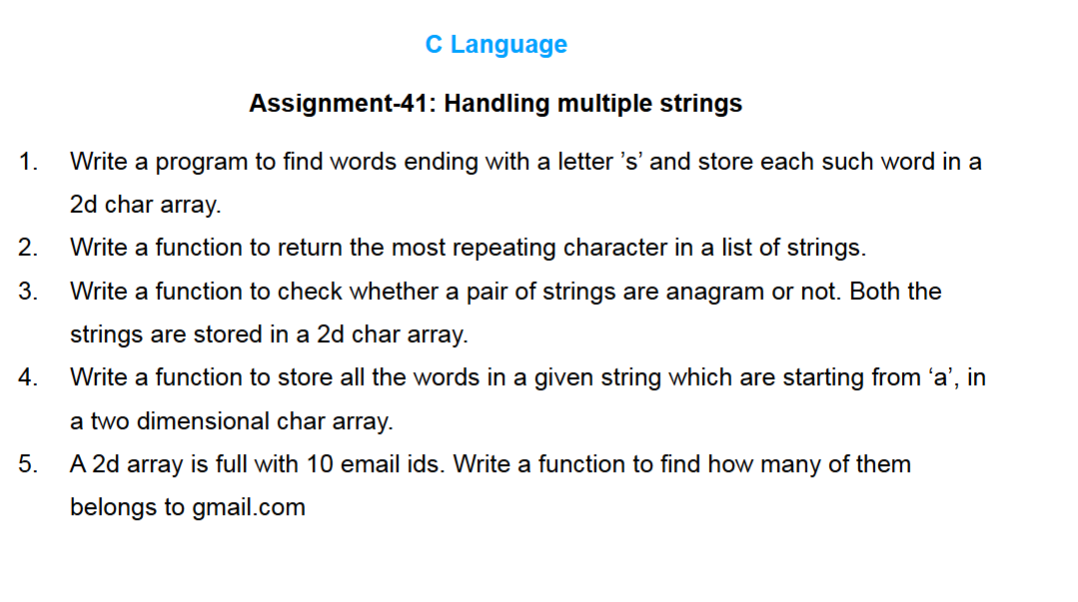 C Language
Assignment-41: Handling multiple strings
1. Write a program to find words ending with a letter ’s’ and store each such word in a
2d char array.
2. Write a function to return the most repeating character in a list of strings.
3. Write a function to check whether a pair of strings are anagram or not. Both the
strings are stored in a 2d char array.
4. Write a function to store all the words in a given string which are starting from ‘a’, in
a two dimensional char array.
5. A 2d array is full with 10 email ids. Write a function to find how many of them
belongs to gmail.com